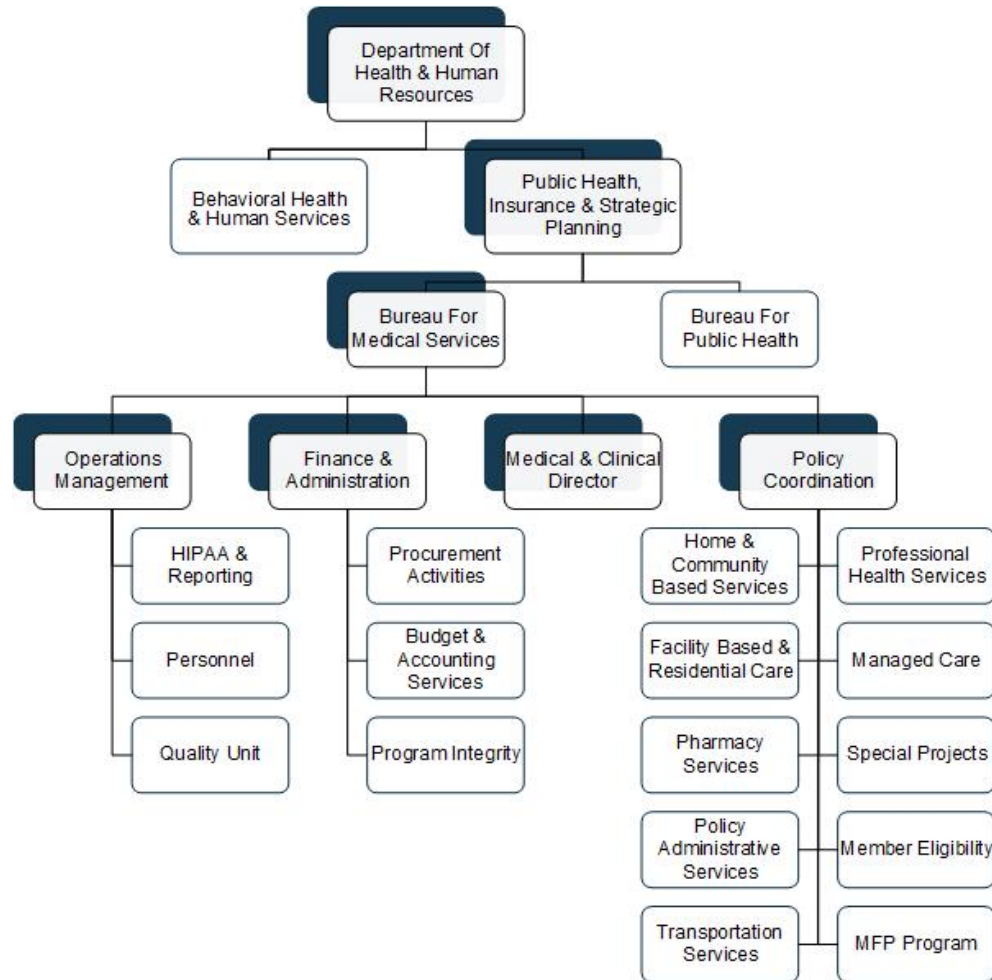 Department Of
Health & Human
Resources
Behavioral Health
& Human Services
Public Health,
Insurance & Strategic
Planning
Bureau For
Medical Services
Bureau For
Public Health
Operations
Management
Finance &
Administration
Medical & Clinical
Director
Policy
Coordination
HIPAA &
Reporting
Personnel
Quality Unit
Procurement
Activities
Budget &
Accounting
Services
Program Integrity
Home &
Community
Based Services
Professional
Health Services
Facility Based &
Residential Care
Managed Care
Pharmacy
Services
Special Projects
Policy
Administrative
Services
Member Eligibility
Transportation
Services
MFP Program